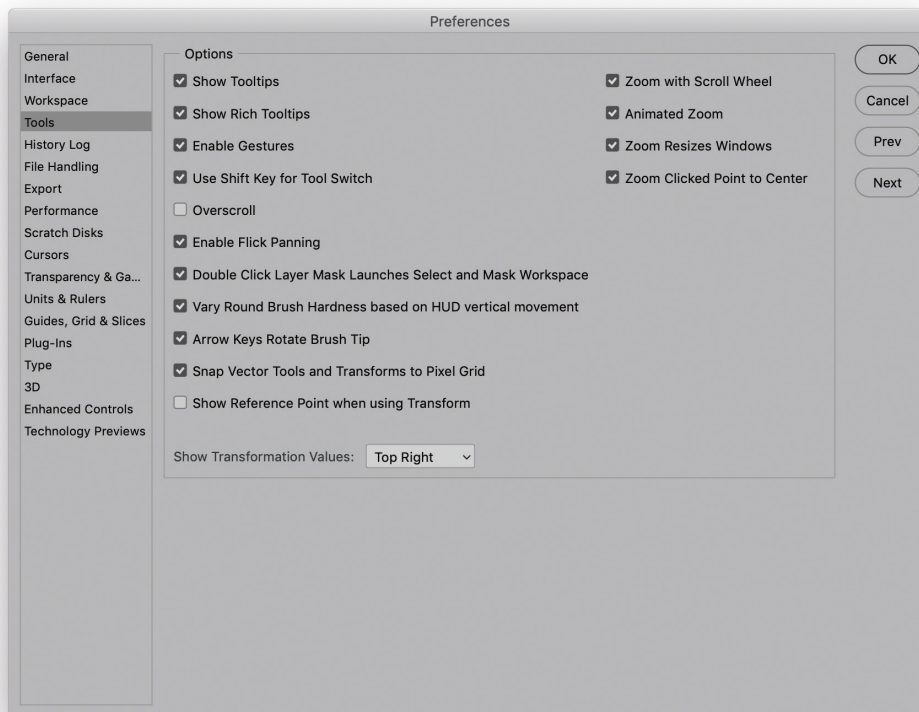 Preferences
General
Interface
Workspace
Tools
History Log
File Handling
Export
Performance
Scratch Disks
Cursors
Transparency & Ga...
Units & Rulers
Guides, Grid & Slices
Plug-Ins
Type
3D
Enhanced Controls
Technology Previews
Options
Show Tooltips
Show Rich Tooltips
Enable Gestures
Use Shift Key for Tool Switch
Overscroll
Enable Flick Panning
Double Click Layer Mask Launches Select and Mask Workspace
Vary Round Brush Hardness based on HUD vertical movement
Arrow Keys Rotate Brush Tip
Snap Vector Tools and Transforms to Pixel Grid
Show Reference Point when using Transform
Show Transformation Values: Top Right
Zoom with Scroll Wheel
Animated Zoom
Zoom Resizes Windows
Zoom Clicked Point to Center
OK
Cancel
Prev
Next